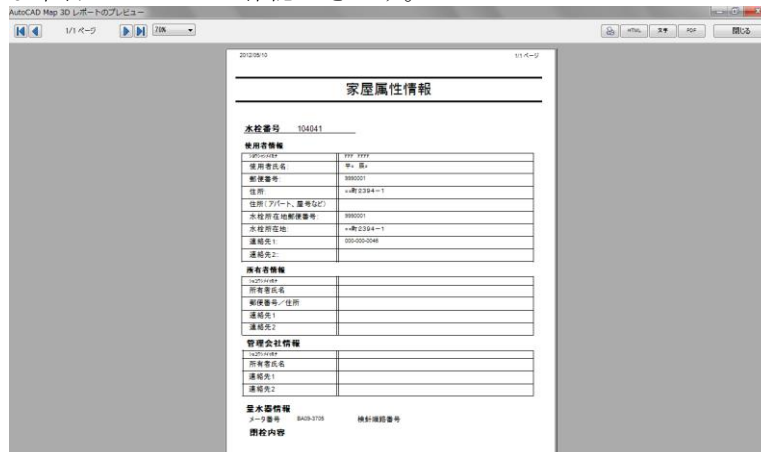 AutoCAD Map 3D レポートのプレビュー
1/1 ページ
70%
HTML
文字
PDF
閉じる
2012/05/10
1/1 ページ
家屋属性情報
水栓番号 104041
使用者情報
使用者氏名
郵便番号: 9990001
住所 2394-1
住所(アパート、屋号など)
水栓所在地郵便番号: 9990001
水栓所在地: 2394-1
連絡先1: 000-000-0046
連絡先2:
所有者情報
所有者氏名
郵便番号/住所
連絡先1
連絡先2
管理会社情報
所有者氏名
連絡先1
連絡先2
量水器情報
メータ番号 BA09-3708 検針順路番号
開栓内容